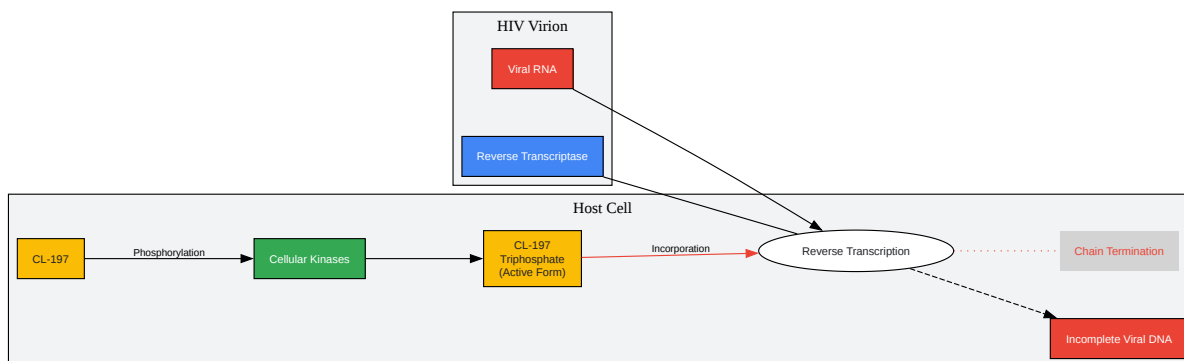 HIV Virion
Viral RNA
Reverse Transcriptase
Host Cell
CL-197
Phosphorylation
Cellular Kinases
CL-197
Triphosphate
(Active Form)
Incorporation
Reverse Transcription
Chain Termination
Incomplete Viral DNA